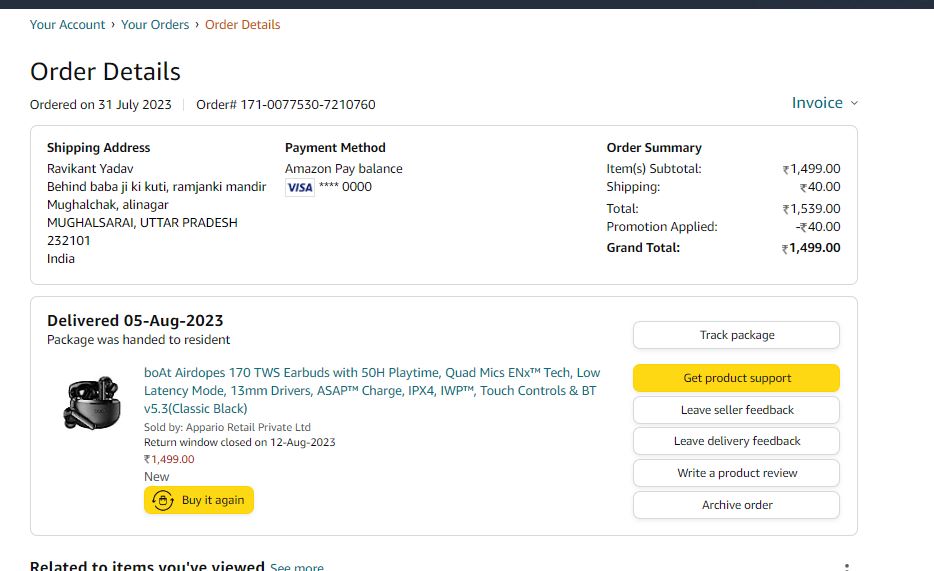 Your Account › Your Orders › Order Details
Order Details
Ordered on 31 July 2023 Order# 171-0077530-7210760
Invoice
Shipping Address
Ravikant Yadav
Behind baba ji ki kuti, ramjanki mandir
Mughalchak, alinagar
MUGHALSARAI, UTTAR PRADESH
232101
India
Payment Method
Amazon Pay balance
VISA **** 0000
Order Summary
Item(s) Subtotal: ₹1,499.00
Shipping: ₹40.00
Total: ₹1,539.00
Promotion Applied: -₹40.00
Grand Total: ₹1,499.00
Delivered 05-Aug-2023
Package was handed to resident
boAt Airdopes 170 TWS Earbuds with 50H Playtime, Quad Mics ENx™ Tech, Low
Latency Mode, 13mm Drivers, ASAP™ Charge, IPX4, IWP™, Touch Controls & BT
v5.3(Classic Black)
Sold by: Appario Retail Private Ltd
Return window closed on 12-Aug-2023
₹1,499.00
New
Buy it again
Track package
Get product support
Leave seller feedback
Leave delivery feedback
Write a product review
Archive order
Related to items you've viewed See more